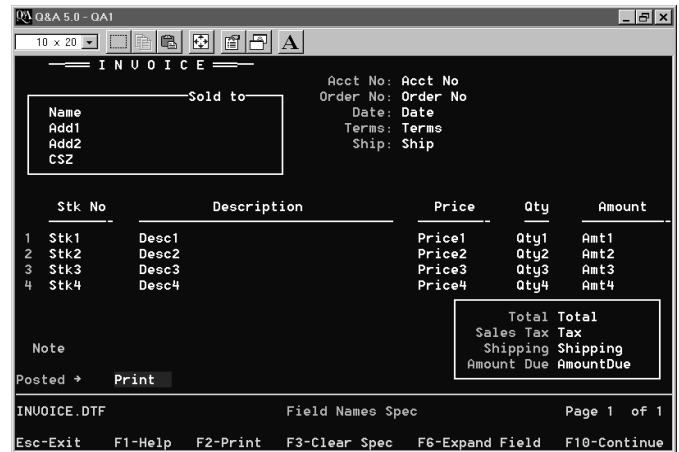 Q&A 5.0 - QA1
10 x 20
A
INVOICE
Acct No: Acct No
Sold to
Order No: Order No
Name
Date: Date
Add1
Terms: Terms
Add2
Ship: Ship
CSZ
Stk No Description Price Qty Amount
1 Stk1 Desc1 Price1 Qty1 Amt1
2 Stk2 Desc2 Price2 Qty2 Amt2
3 Stk3 Desc3 Price3 Qty3 Amt3
4 Stk4 Desc4 Price4 Qty4 Amt4
Total Total
Sales Tax Tax
Note
Shipping Shipping
Amount Due AmountDue
Posted → Print
INVOICE.DTF Field Names Spec Page 1 of 1
Esc-Exit F1-Help F2-Print F3-Clear Spec F6-Expand Field F10-Continue